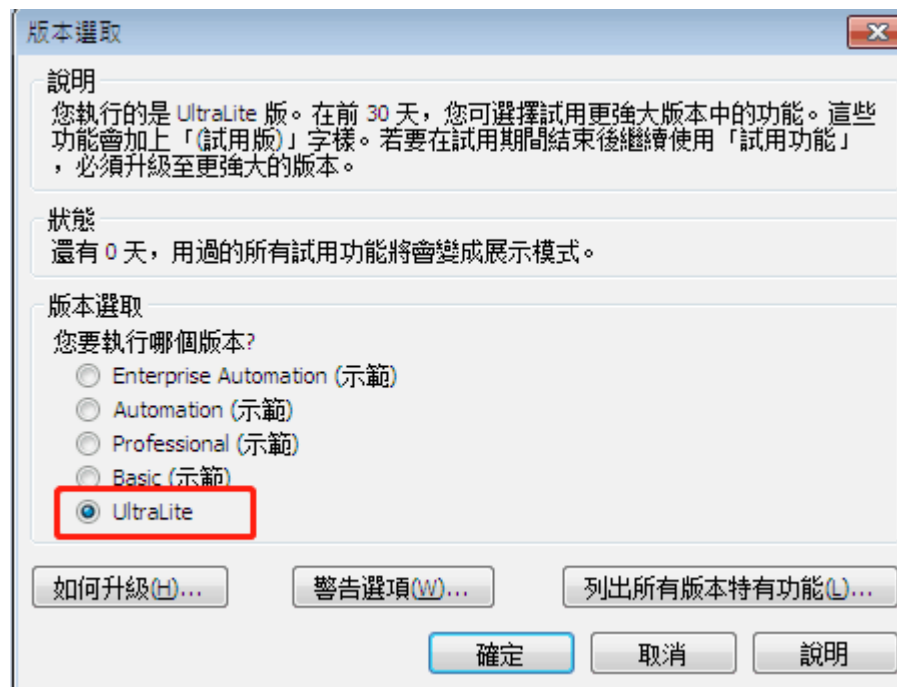 版本選取
說明
您執行的是 UltraLite 版。在前 30 天，您可選擇試用更強大版本中的功能。這些
功能會加上「(試用版)」字樣。若要在試用期間結束後繼續使用「試用功能」
，必須升級至更強大的版本。
狀態
還有 0 天，用過的所有試用功能將會變成展示模式。
版本選取
您要執行哪個版本?
Enterprise Automation (示範)
Automation (示範)
Professional (示範)
Basic (示範)
UltraLite
如何升級(H)... 警告選項(W)... 列出所有版本特有功能(L)...
確定 取消 說明